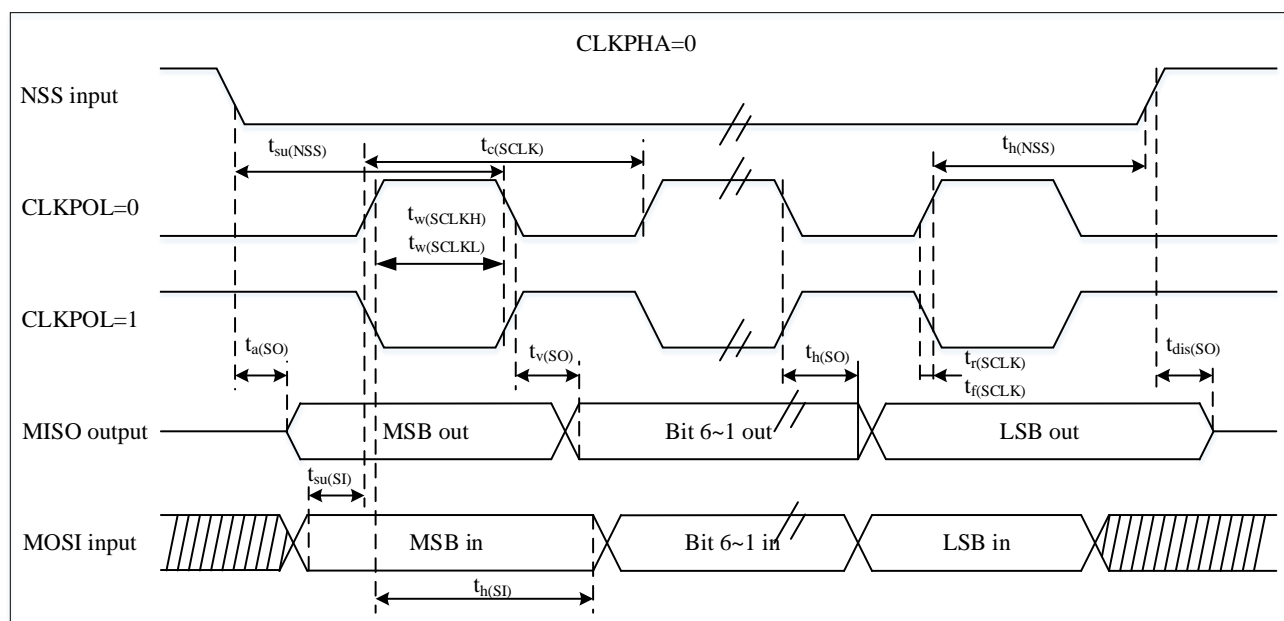 CLKPHA=0
NSS input
tsu(NSS)
tc(SCLK)
th(NSS)
CLKPOL=0
tw(SCLKH)
tw(SCLKL)
CLKPOL=1
ta(SO)
tv(SO)
th(SO)
tr(SCLK)
tf(SCLK)
tdis(SO)
MISO output
MSB out
Bit 6~1 out
LSB out
tsu(SI)
MOSI input
MSB in
Bit 6~1 in
LSB in
th(SI)